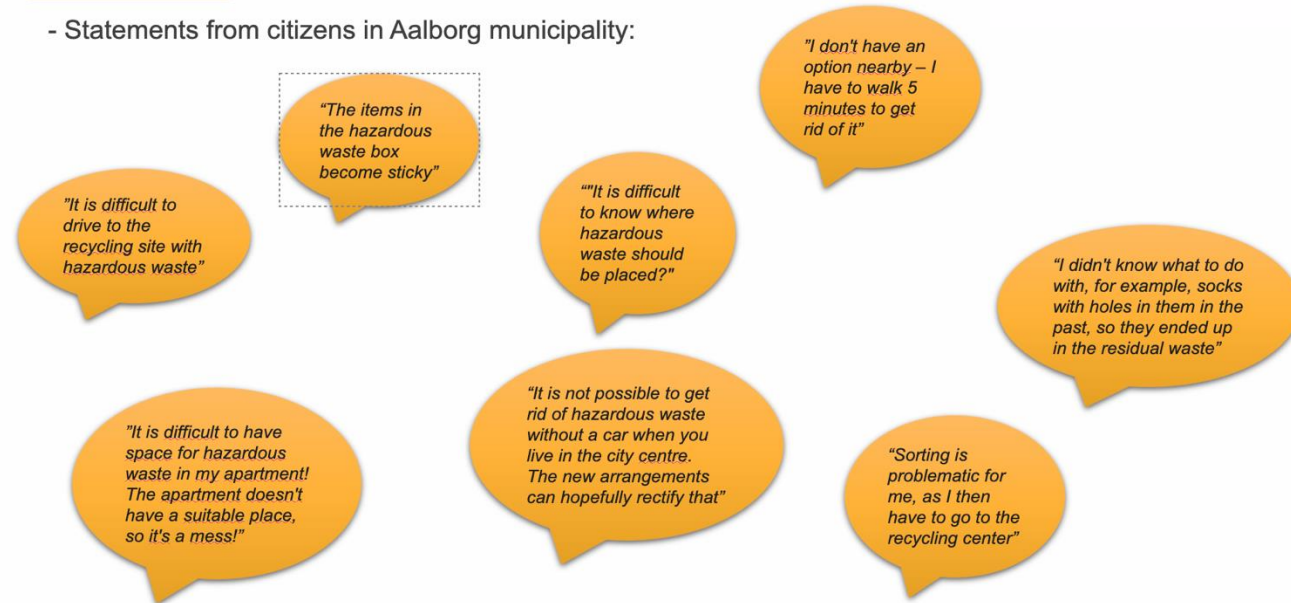 - Statements from citizens in Aalborg municipality:
“The items in
the hazardous
waste box
become sticky”
”I don't have an
option nearby – I
have to walk 5
minutes to get
rid of it”
”It is difficult to
drive to the
recycling site with
hazardous waste”
“"It is difficult
to know where
hazardous
waste should
be placed?"
“I didn't know what to do
with, for example, socks
with holes in them in the
past, so they ended up
in the residual waste”
”It is difficult to have
space for hazardous
waste in my apartment!
The apartment doesn't
have a suitable place,
so it's a mess!”
“It is not possible to get
rid of hazardous waste
without a car when you
live in the city centre.
The new arrangements
can hopefully rectify that”
“Sorting is
problematic for
me, as I then
have to go to the
recycling center”